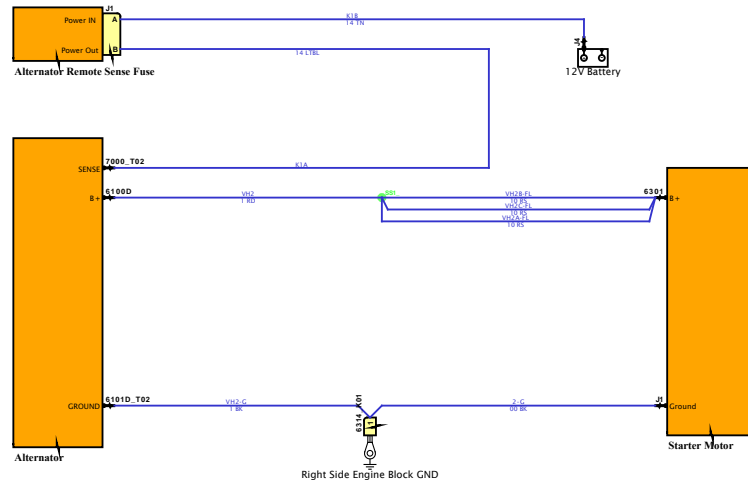 J1
Power IN
A
K1B
14 TN
Power Out
B
14 LTBL
J4
12V Battery
Alternator Remote Sense Fuse
SENSE
7000_T02
K1A
B+
6100D
VH2
1 RD
S81
VH2B-FL
10 RS
VH2C-FL
10 RS
VH2A-FL
10 RS
6301
B+
GROUND
6101D_T02
VH2-G
1 BK
6314
X01
1
2-G
00 BK
J1
Ground
Alternator
Starter Motor
Right Side Engine Block GND